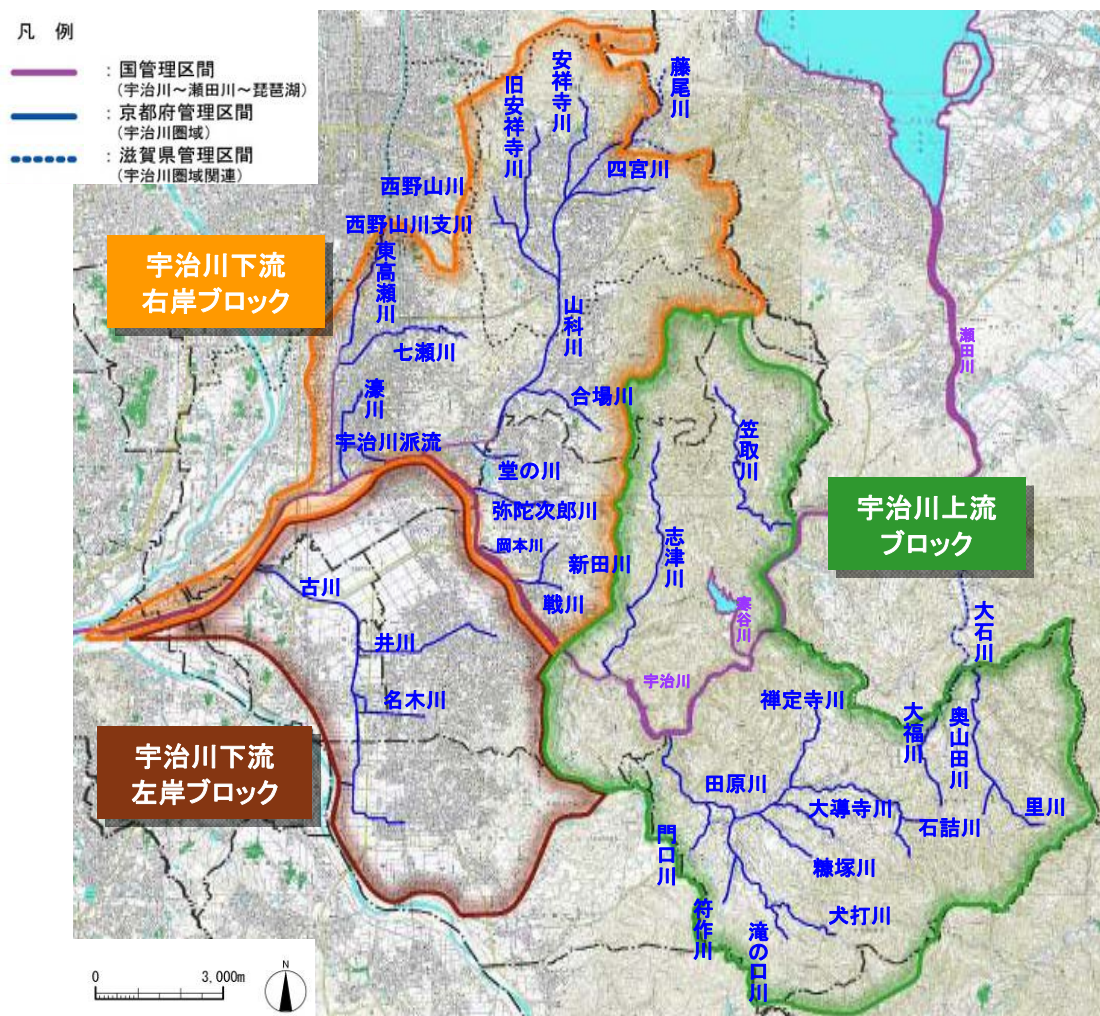 凡 例
: 国管理区間
(宇治川~瀬田川~琵琶湖)
: 京都府管理区間
(宇治川圏域)
: 滋賀県管理区間
(宇治川圏域関連)
安祥寺川
旧安祥寺川
藤尾川
四宮川
西野山川
西野山川支川
東高瀬川
宇治川下流
右岸ブロック
山科川
七瀬川
瀬田川
濠川
合場川
笠取川
宇治川派流
堂の川
弥陀次郎川
宇治川上流
ブロック
岡本川
新田川
志津川
戦川
古川
寒谷川
大石川
井川
宇治川
名木川
禅定寺川
大福川
奥山田川
宇治川下流
左岸ブロック
田原川
大導寺川
石詰川
里川
門口川
糠塚川
符作川
犬打川
滝の口川
0 3,000m
N